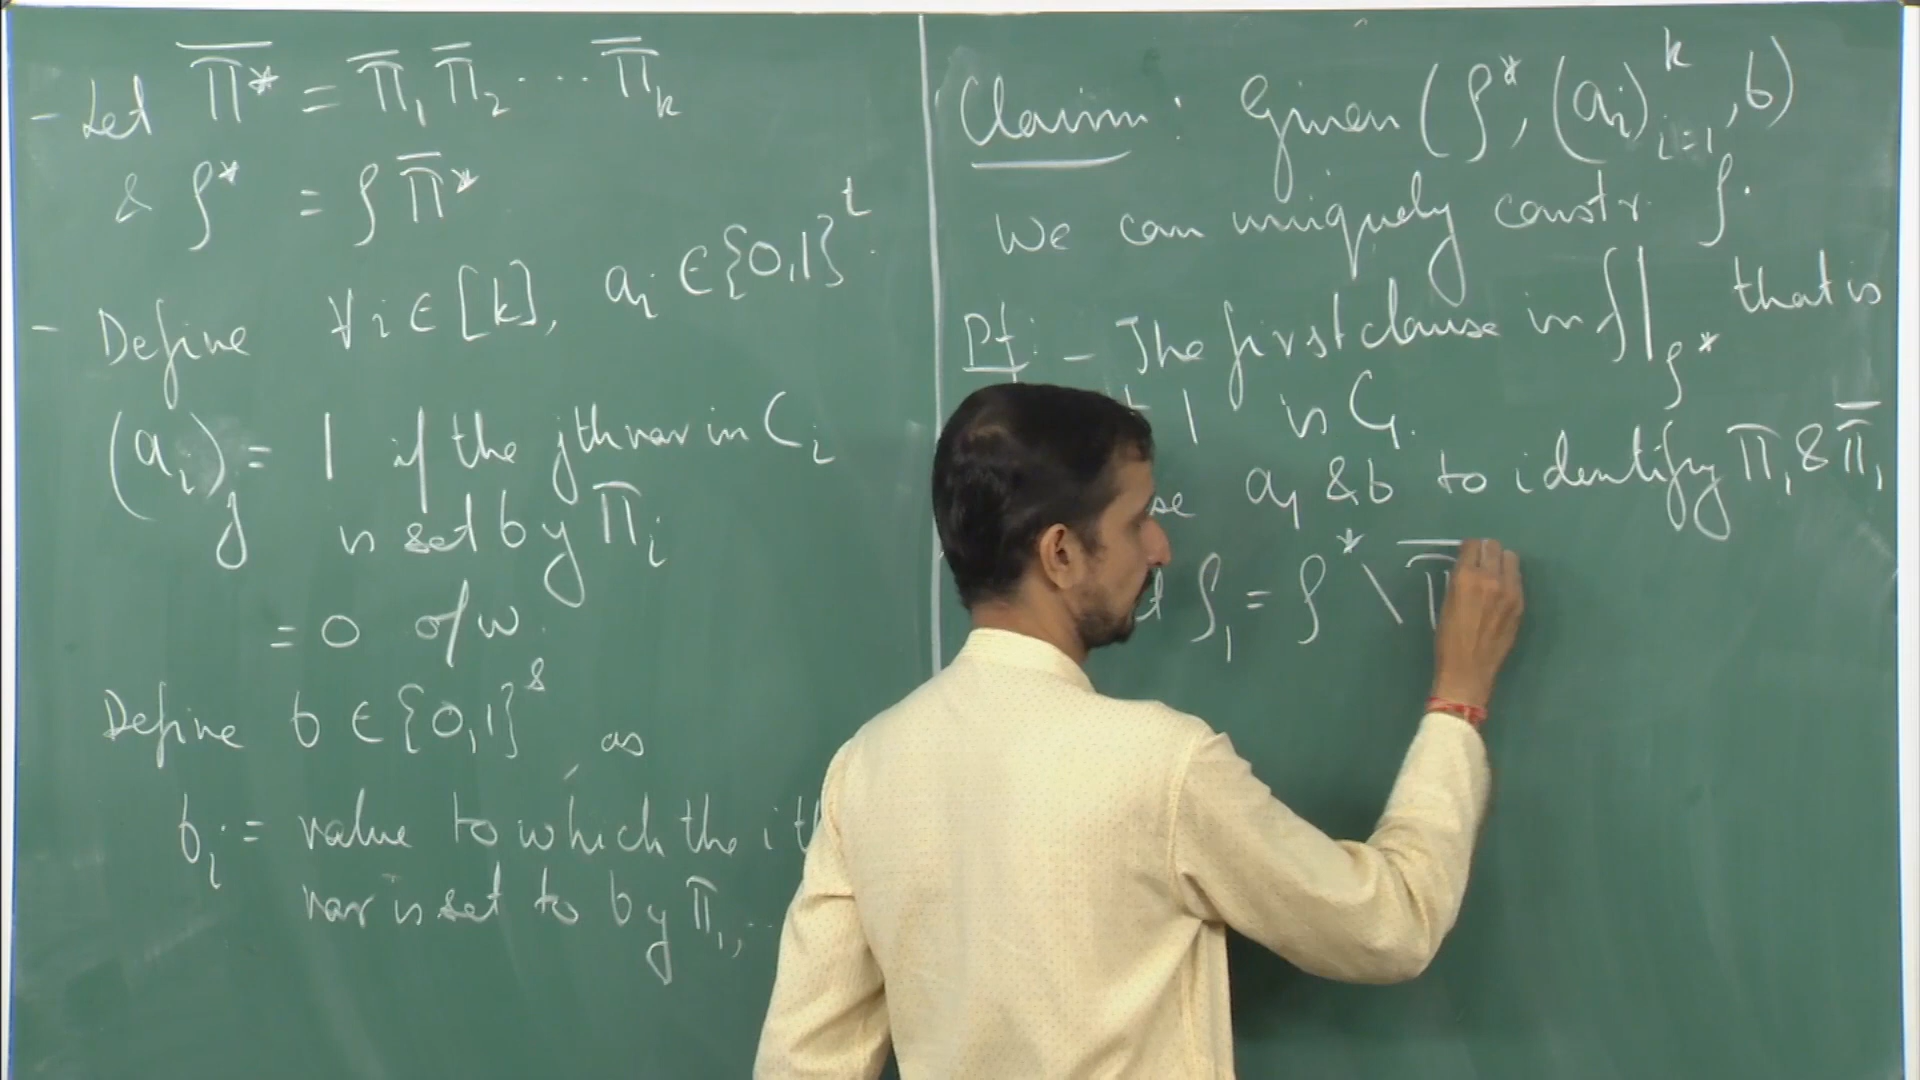 - Let Π̅* = Π̅₁ Π̅₂ ... Π̅ₖ
& ρ* = ρ Π̅*
- Define ∀ i ∈ [k], aᵢ ∈ {0,1}ᵗ.
(aᵢ)ⱼ = 1 if the jth var in Cᵢ
is set by Πᵢ
= 0 o/w.
Define b ∈ {0,1}ˢ, as
bᵢ = value to which the
var is set to by Π₁, ..
Claim: Given (ρ*, (aᵢ)ᵏᵢ₌₁, b)
we can uniquely constr. ρ.
Pf: - The first clause in f|ρ* that is
1 is C₁.
a₁ & b to identify Π₁ & Π̅₁
ρ₁ = ρ* \ Π̅